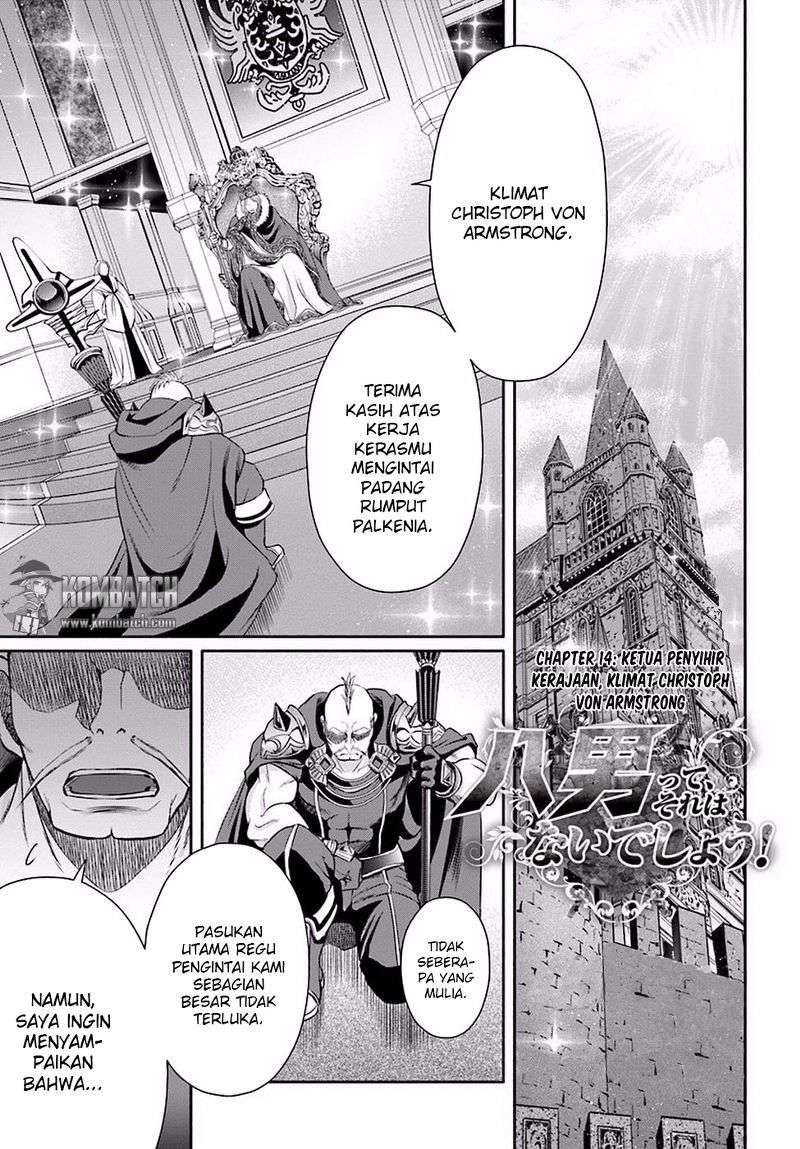 KLIMAT
CHRISTOPH VON
ARMSTRONG.
TERIMA
KASIH ATAS
KERJA
KERASMU
MENGINTAI
PADANG
RUMPUT
PALKENIA.
KOMBATCH
www.kombatch.com
CHAPTER 14: KETUA PENYIHIR
KERAJAAN, KLIMAT CHRISTOPH
VON ARMSTRONG
八男って、
それは
ないでしょう!
TIDAK
SEBERA-
PA YANG
MULIA.
PASUKAN
UTAMA REGU
PENGINTAI KAMI
SEBAGIAN
BESAR TIDAK
TERLUKA.
NAMUN,
SAYA INGIN
MENYAM-
PAIKAN
BAHWA...